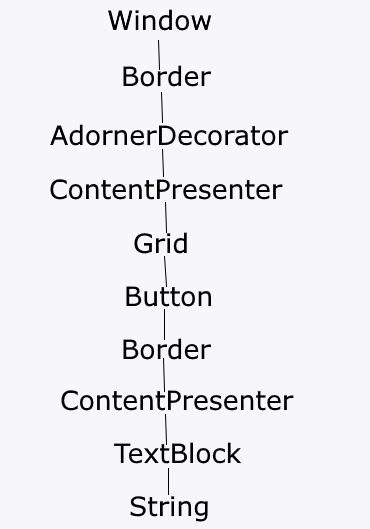 Window
Border
AdornerDecorator
ContentPresenter
Grid
Button
Border
ContentPresenter
TextBlock
String